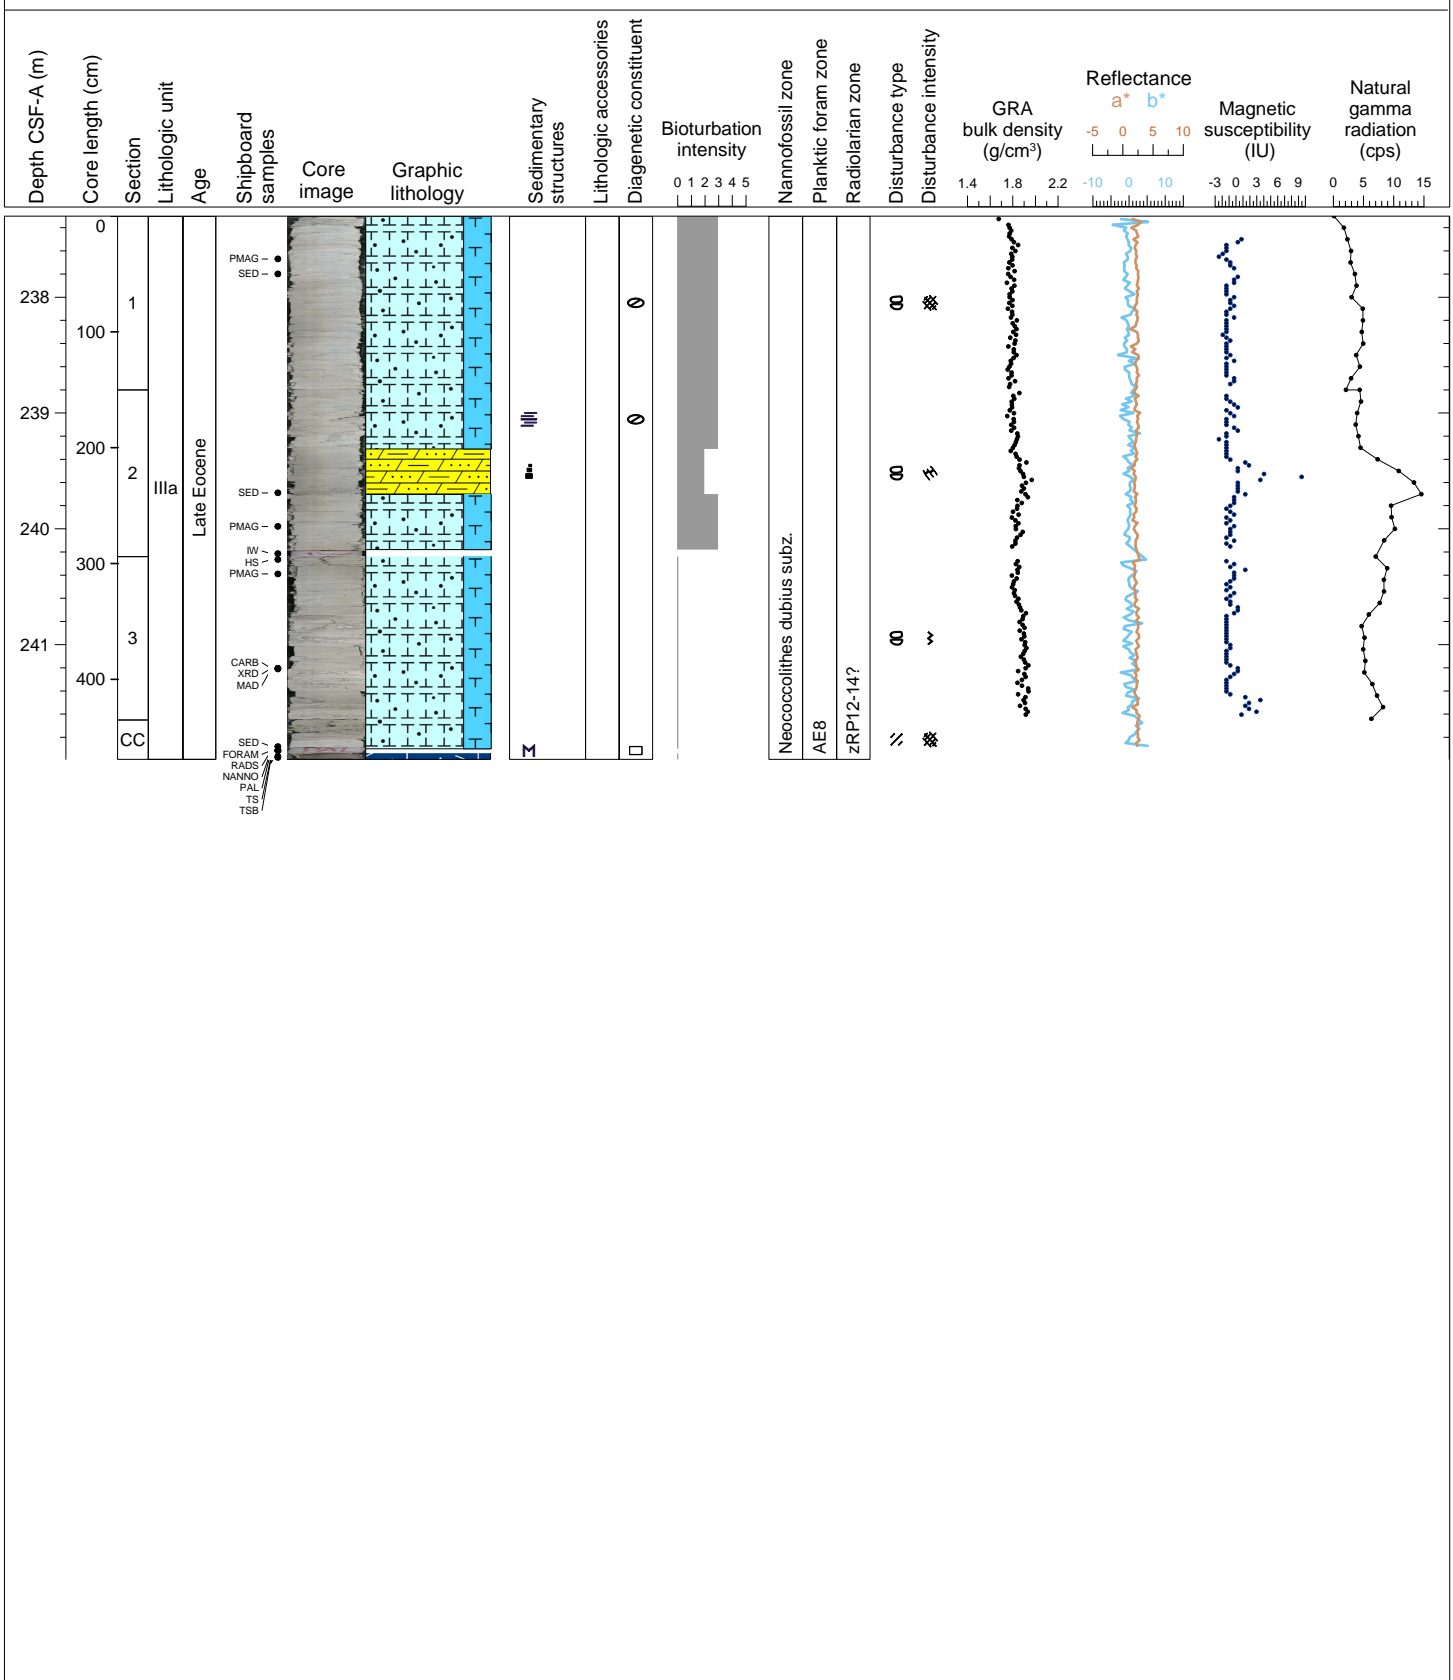 Depth CSF-A (m)
Core length (cm)
Section
Lithologic unit
Age
Shipboard
samples
Core
image
Graphic
lithology
Sedimentary
structures
Lithologic accessories
Diagenetic constituent
Bioturbation
intensity
0 1 2 3 4 5
Nannofossil zone
Planktic foram zone
Radiolarian zone
Disturbance type
Disturbance intensity
GRA
bulk density
(g/cm³)
1.4 1.8 2.2
Reflectance
a* b*
-5 0 5 10
-10 0 10
Magnetic
susceptibility
(IU)
-3 0 3 6 9
Natural
gamma
radiation
(cps)
0 5 10 15
238
239
240
241
0
100
200
300
400
1
2
3
CC
IIIa
Late Eocene
PMAG
SED
SED
PMAG
IW
HS
PMAG
CARB
XRD
MAD
SED
FORAM
RADS
NANNO
PAL
TS
TSB
M
Neococcolithes dubius subz.
AE8
zRP12-14?